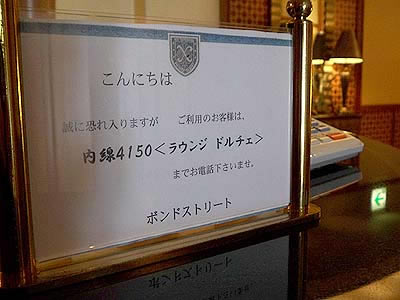 こんにちは
誠に恐れ入りますが　ご利用のお客様は、
内線4150＜ラウンジ ドルチェ＞
までお電話下さいませ。
ボンドストリート